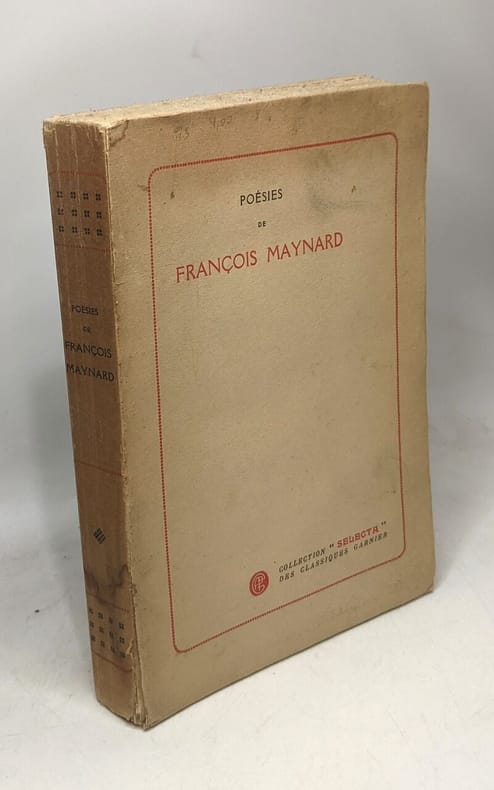 POÉSIES
DE
FRANÇOIS MAYNARD
COLLECTION "SELECTA"
DES CLASSIQUES GARNIER
POÉSIES
DE
FRANÇOIS
MAYNARD